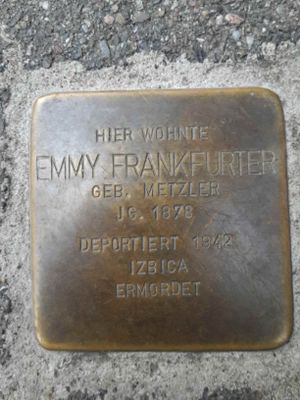 HIER WOHNTE
EMMY FRANKFURTER
GEB. METZLER
JG. 1878
DEPORTIERT 1942
IZBICA
ERMORDET